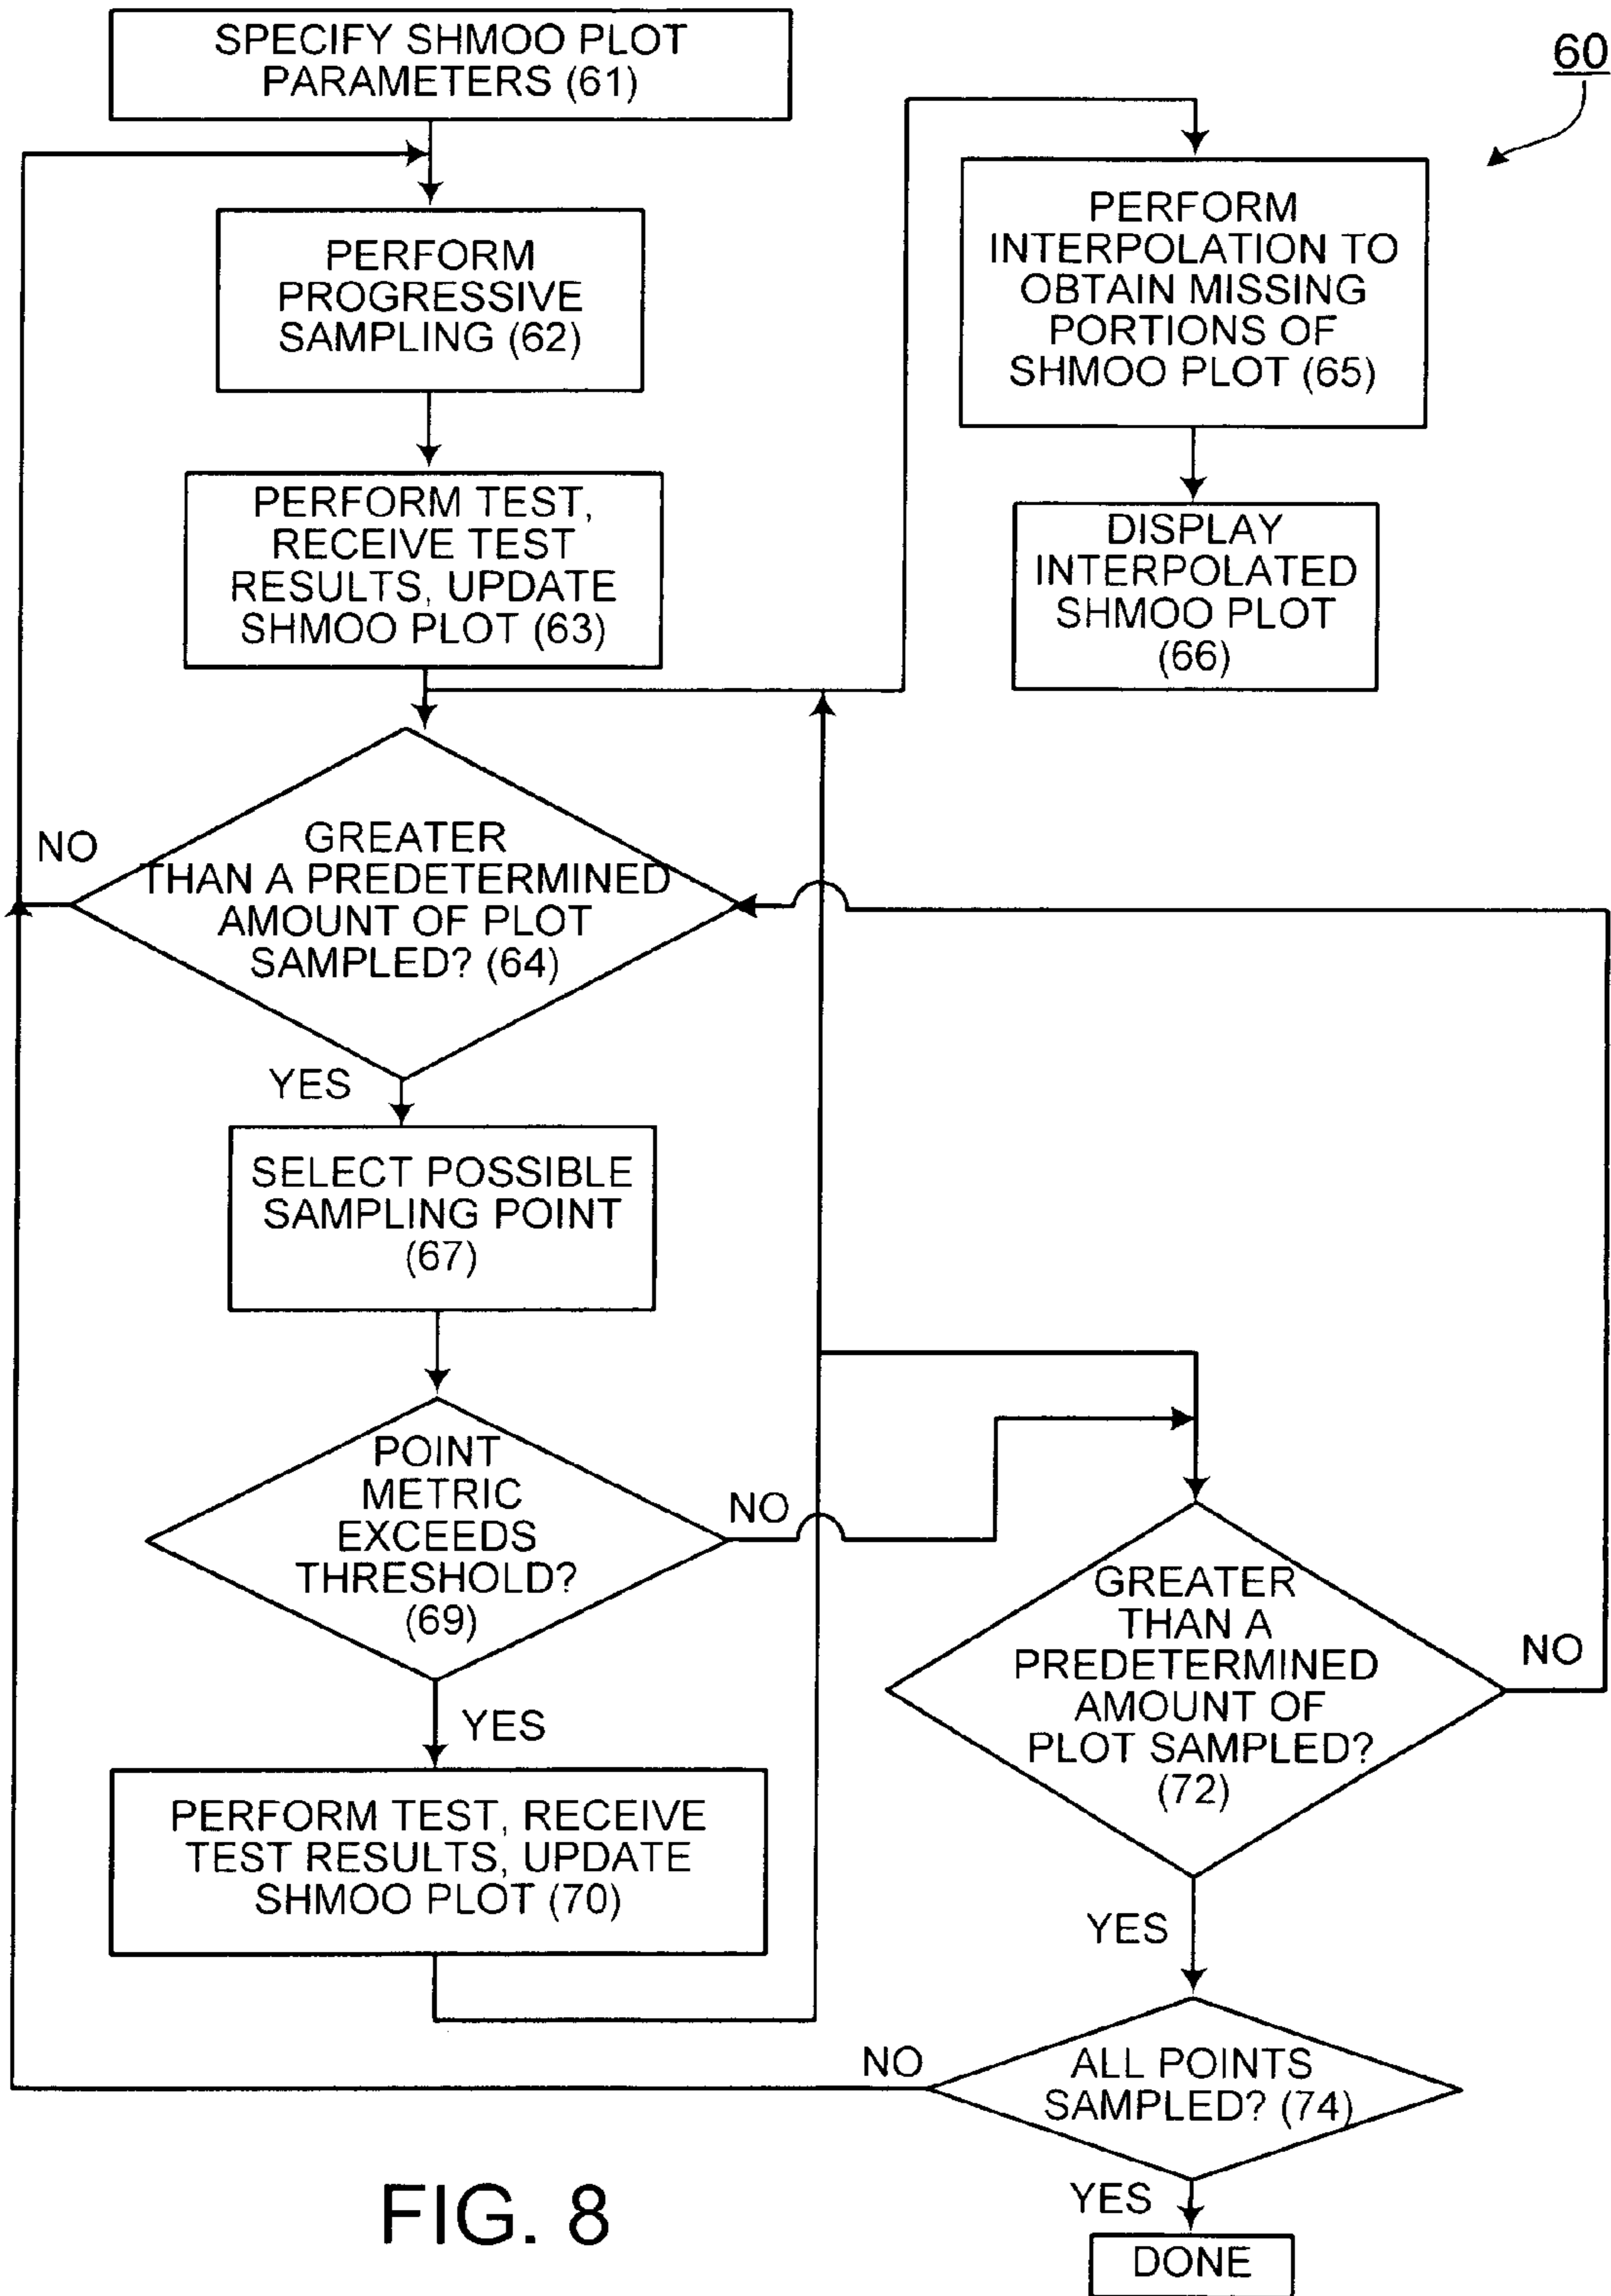 SPECIFY SHMOO PLOT
PARAMETERS (61)
60
PERFORM
PROGRESSIVE
SAMPLING (62)
PERFORM
INTERPOLATION TO
OBTAIN MISSING
PORTIONS OF
SHMOO PLOT (65)
PERFORM TEST,
RECEIVE TEST
RESULTS, UPDATE
SHMOO PLOT (63)
DISPLAY
INTERPOLATED
SHMOO PLOT
(66)
NO
GREATER
THAN A PREDETERMINED
AMOUNT OF PLOT
SAMPLED? (64)
YES
SELECT POSSIBLE
SAMPLING POINT
(67)
POINT
METRIC
EXCEEDS
THRESHOLD?
(69)
NO
YES
GREATER
THAN A
PREDETERMINED
AMOUNT OF
PLOT SAMPLED?
(72)
NO
PERFORM TEST, RECEIVE
TEST RESULTS, UPDATE
SHMOO PLOT (70)
YES
NO
ALL POINTS
SAMPLED? (74)
YES
DONE
FIG. 8